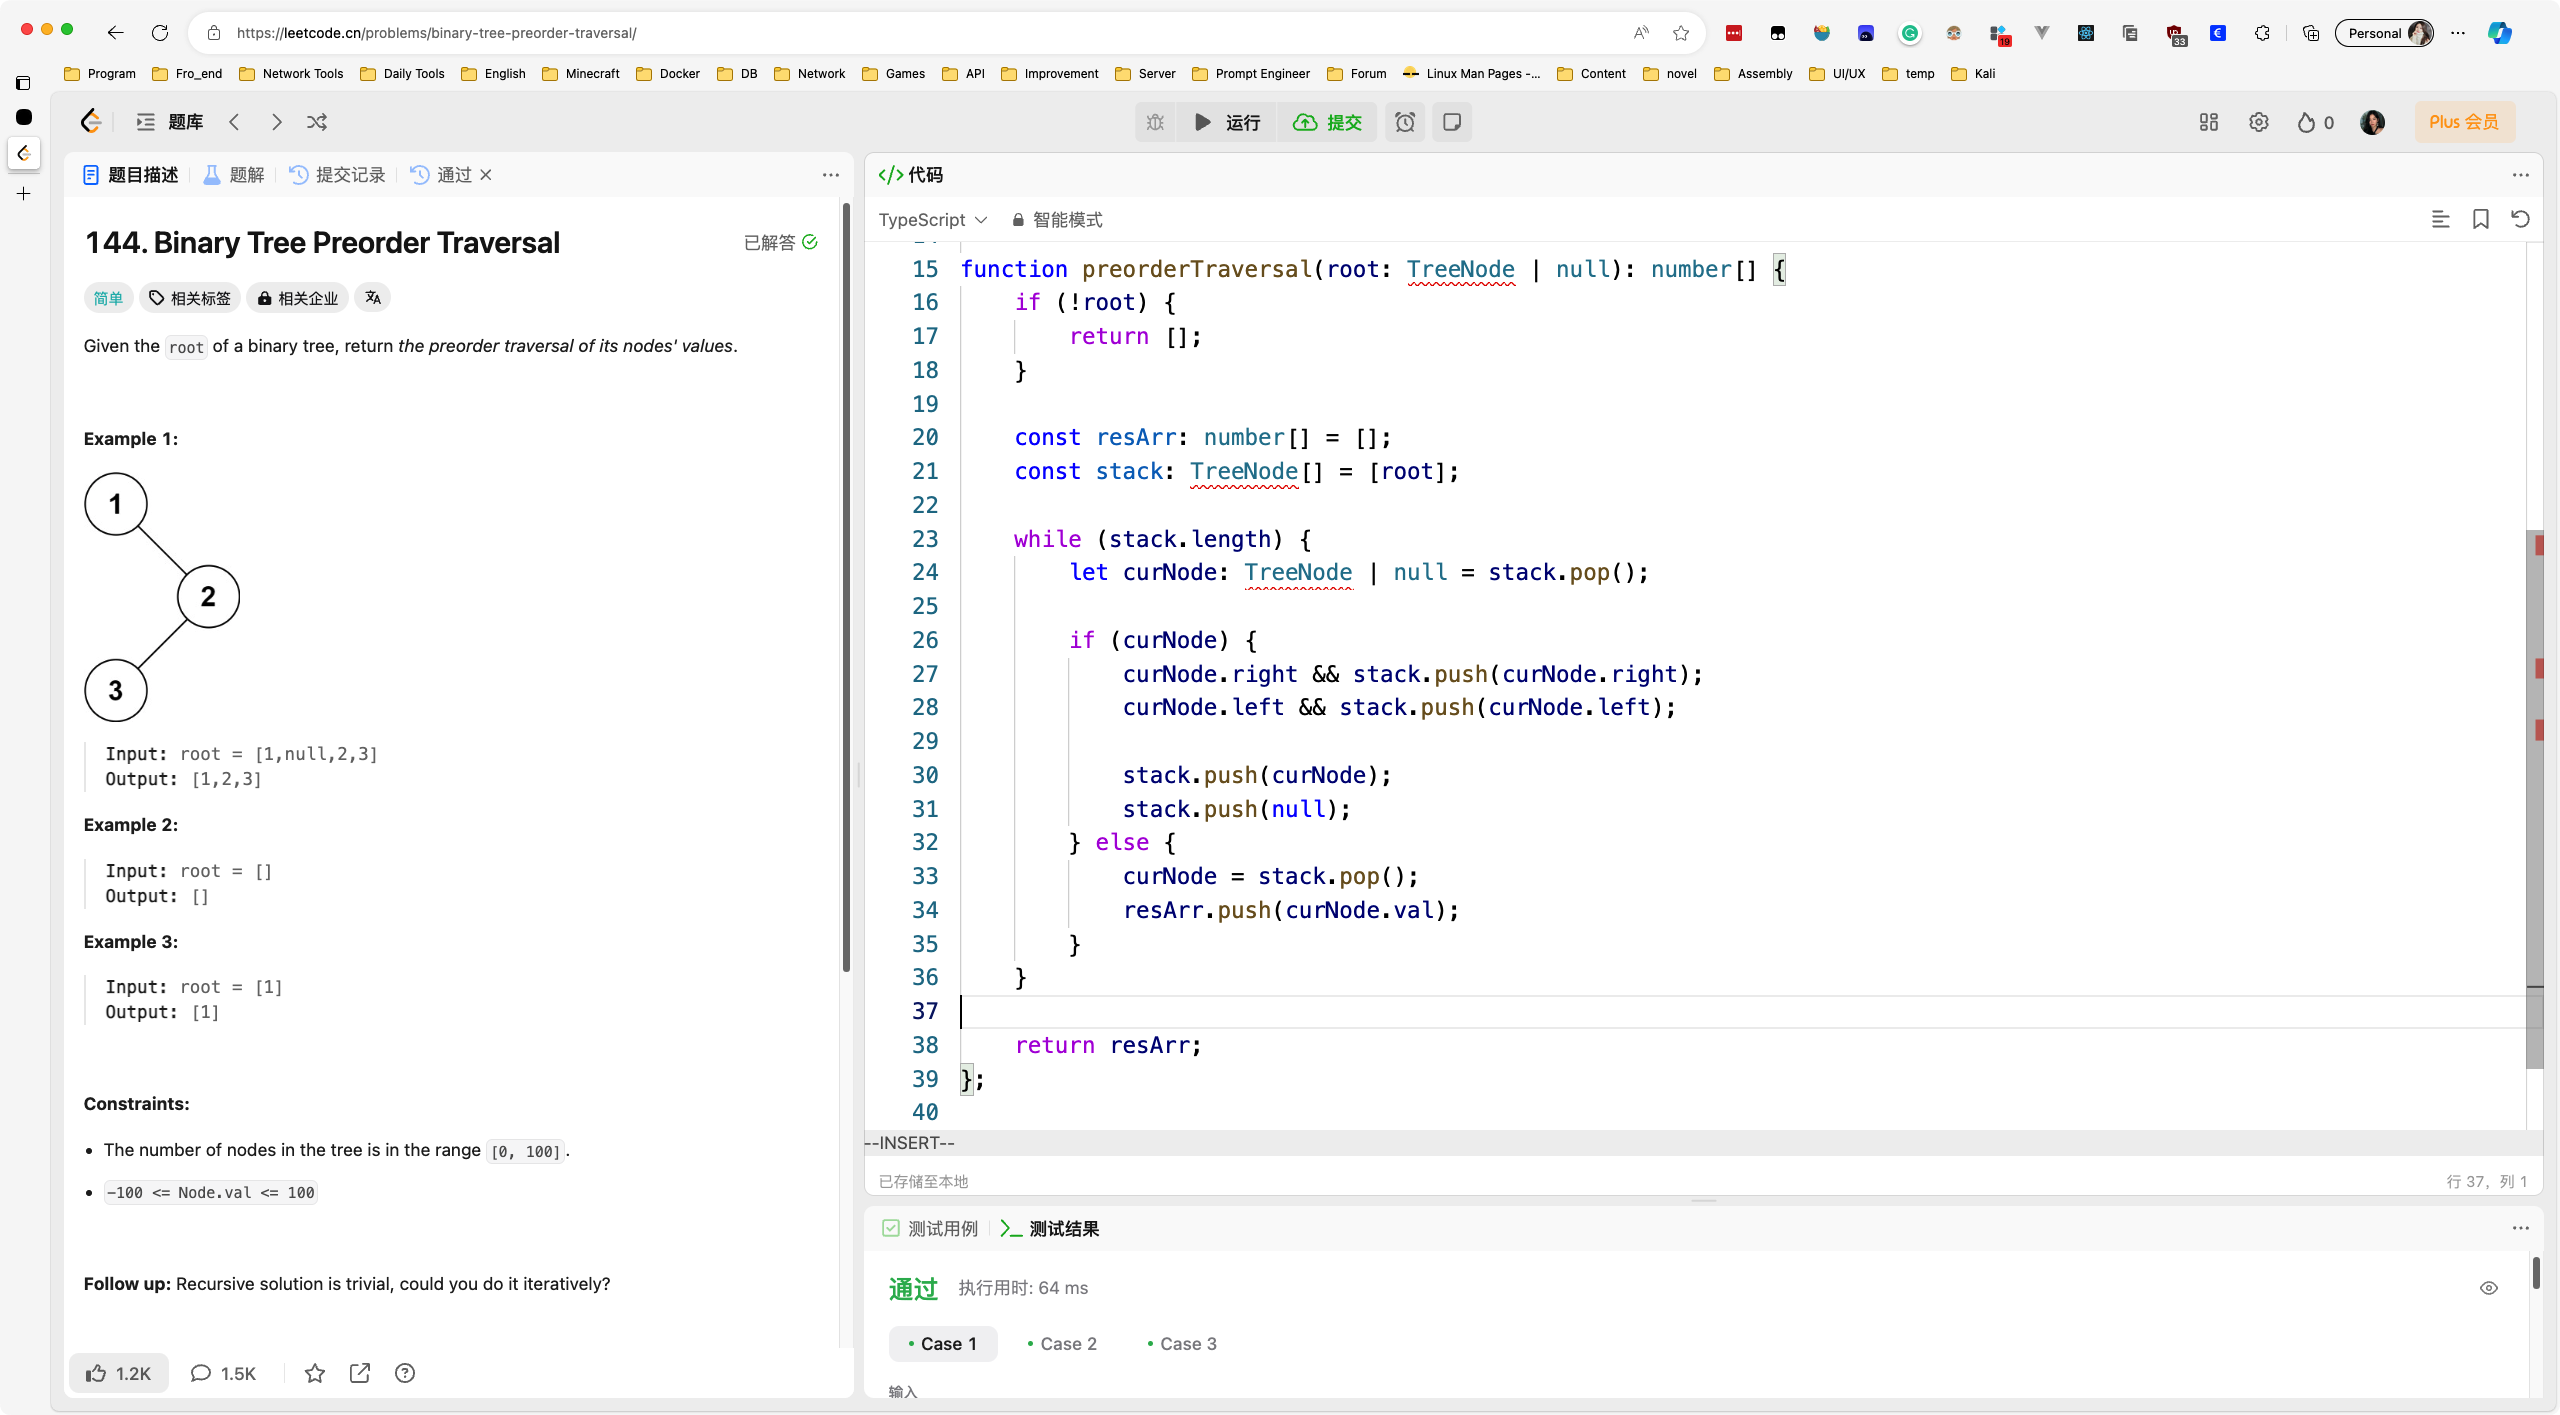 https://leetcode.cn/problems/binary-tree-preorder-traversal/
19
33
Personal
Program
Fro_end
Network Tools
Daily Tools
English
Minecraft
Docker
DB
Network
Games
API
Improvement
Server
Prompt Engineer
Forum
Linux Man Pages -...
Content
novel
Assembly
UI/UX
temp
Kali
题库
运行
提交
0
Plus 会员
题目描述
题解
提交记录
通过
144. Binary Tree Preorder Traversal
已解答
简单
相关标签
相关企业
Given the root of a binary tree, return the preorder traversal of its nodes' values.
Example 1:
1
2
3
Input: root = [1,null,2,3]
Output: [1,2,3]
Example 2:
Input: root = []
Output: []
Example 3:
Input: root = [1]
Output: [1]
Constraints:
• The number of nodes in the tree is in the range [0, 100].
• -100 <= Node.val <= 100
Follow up: Recursive solution is trivial, could you do it iteratively?
1.2K
1.5K
</> 代码
TypeScript
智能模式
15 function preorderTraversal(root: TreeNode | null): number[] {
16 if (!root) {
17 return [];
18 }
19
20 const resArr: number[] = [];
21 const stack: TreeNode[] = [root];
22
23 while (stack.length) {
24 let curNode: TreeNode | null = stack.pop();
25
26 if (curNode) {
27 curNode.right && stack.push(curNode.right);
28 curNode.left && stack.push(curNode.left);
29
30 stack.push(curNode);
31 stack.push(null);
32 } else {
33 curNode = stack.pop();
34 resArr.push(curNode.val);
35 }
36 }
37
38 return resArr;
39 };
40
--INSERT--
已存储至本地
行 37, 列 1
测试用例
测试结果
通过
执行用时: 64 ms
• Case 1
• Case 2
• Case 3
输入